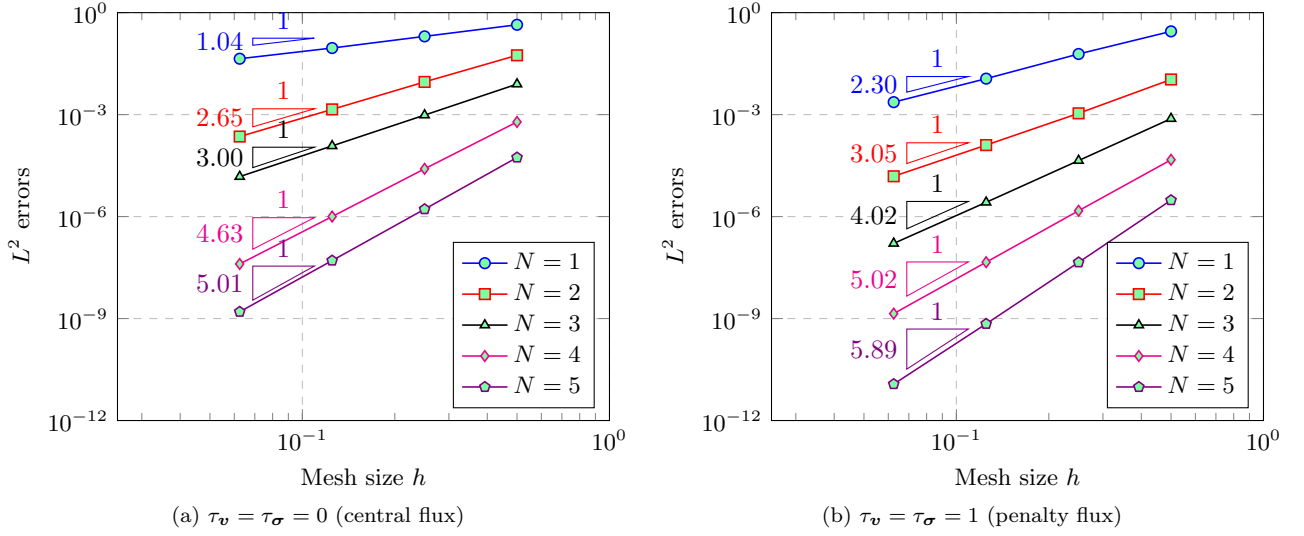 10^0
10^{-3}
10^{-6}
10^{-9}
10^{-12}
L^2 errors
1
1.04
1
2.65
1
3.00
1
4.63
1
5.01
N = 1
N = 2
N = 3
N = 4
N = 5
10^{-1}
10^0
Mesh size h
(a) τ_v = τ_σ = 0 (central flux)
10^0
10^{-3}
10^{-6}
10^{-9}
10^{-12}
L^2 errors
1
2.30
1
3.05
1
4.02
1
5.02
1
5.89
N = 1
N = 2
N = 3
N = 4
N = 5
10^{-1}
10^0
Mesh size h
(b) τ_v = τ_σ = 1 (penalty flux)